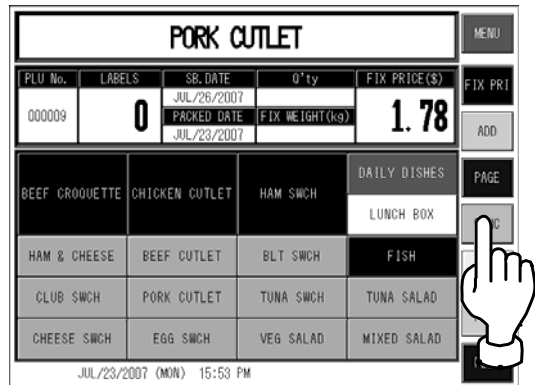 PORK CUTLET
MENU
PLU No. LABELS SB.DATE Q'ty FIX PRICE($)
000009 0 JUL/26/2007 1.78
PACKED DATE FIX WEIGHT(kg)
JUL/23/2007
FIX PRI
ADD
PAGE
BEEF CROQUETTE CHICKEN CUTLET HAM SWCH DAILY DISHES
LUNCH BOX
HAM & CHEESE BEEF CUTLET BLT SWCH FISH
CLUB SWCH PORK CUTLET TUNA SWCH TUNA SALAD
CHEESE SWCH EGG SWCH VEG SALAD MIXED SALAD
JUL/23/2007 (MON) 15:53 PM